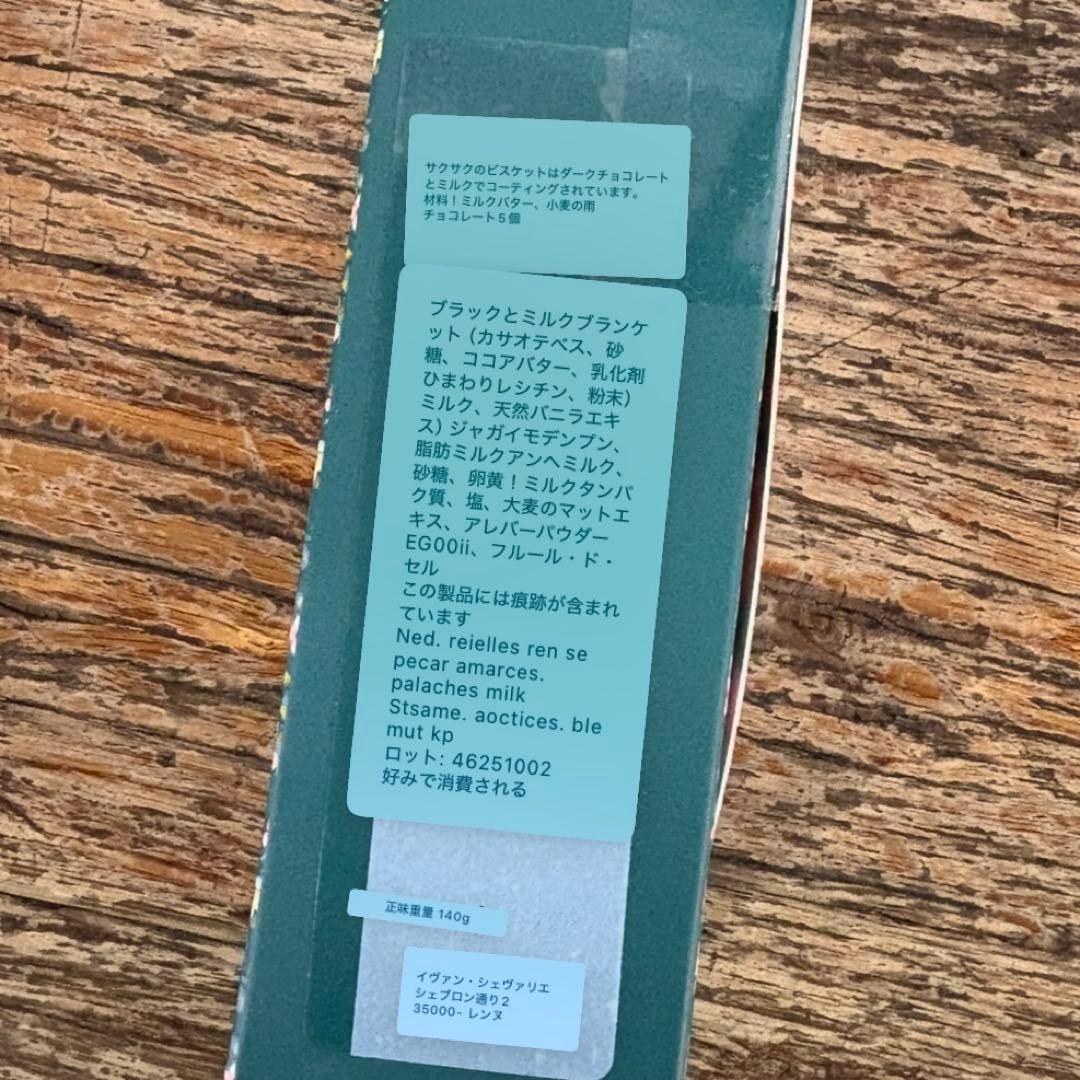 サクサクのビスケットはダークチョコレート
とミルクでコーティングされています。
材料！ミルクバター、小麦の雨
チョコレート５個
ブラックとミルクブランケ
ット（カサオテベス、砂
糖、ココアバター、乳化剤
ひまわりレシチン、粉末）
ミルク、天然バニラエキ
ス）ジャガイモデンプン、
脂肪ミルクアンヘミルク、
砂糖、卵黄！ミルクタンパ
ク質、塩、大麦のマットエ
キス、アレバーパウダー
EG00ii、フルール・ド・
セル
この製品には痕跡が含まれ
ています
Ned. reielles ren se
pecar amarces.
palaches milk
Stsame. aoctices. ble
mut kp
ロット: 46251002
好みで消費される
正味重量 140g
イヴァン・シェヴァリエ
シェブロン通り2
35000- レンヌ